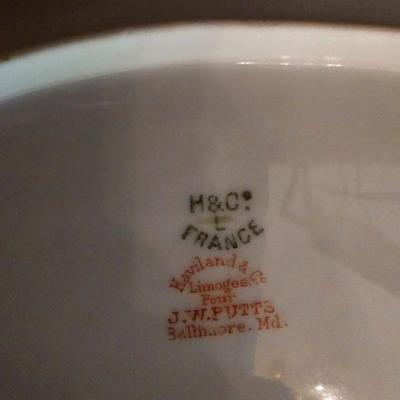 H&Co
L
FRANCE
Haviland & Co
Limoges.
Pour
J.W.PUTTS
Baltimore. Md.